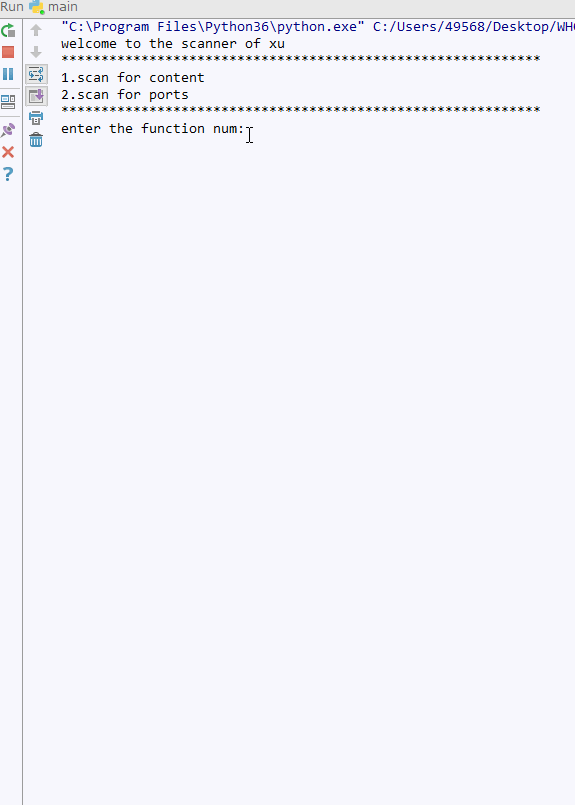 Run main
"C:\Program Files\Python36\python.exe" C:/Users/49568/Desktop/WH
welcome to the scanner of xu
************************************************************
1.scan for content
2.scan for ports
************************************************************
enter the function num: